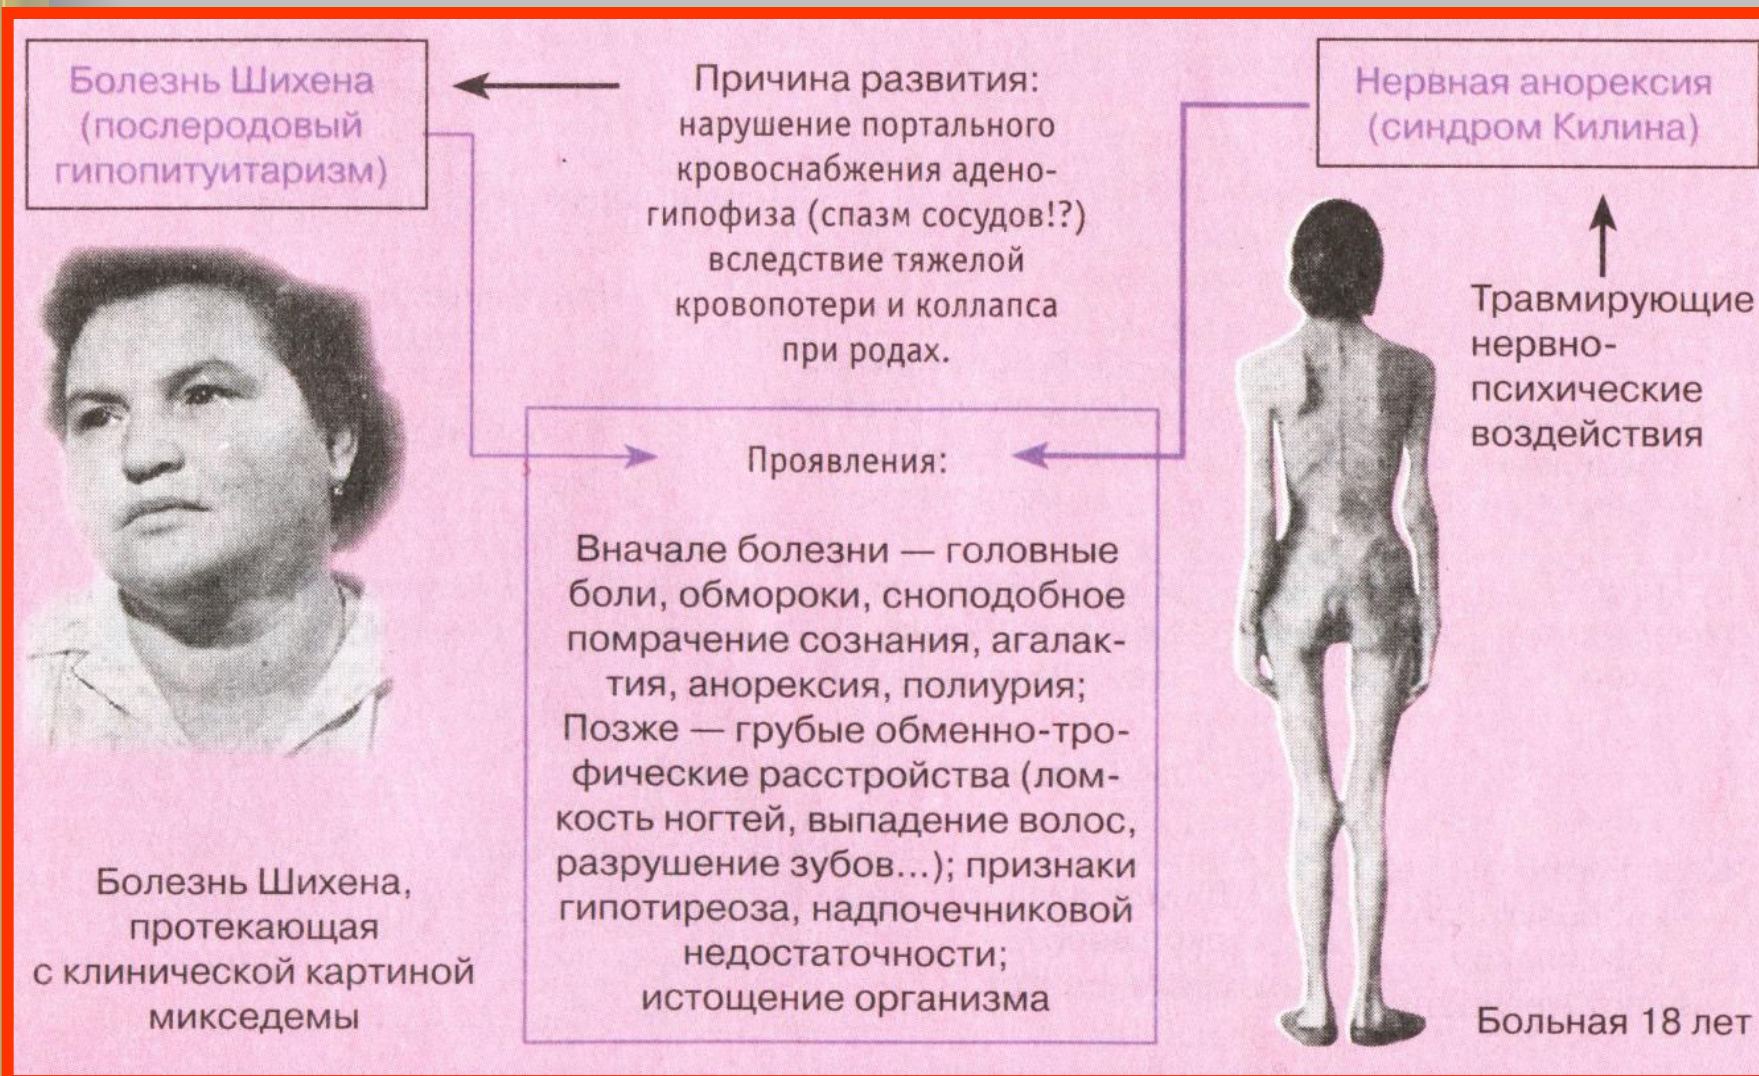 Болезнь Шихена
(послеродовый
гипопитуитаризм)
Причина развития:
нарушение портального
кровоснабжения адено-
гипофиза (спазм сосудов!?)
вследствие тяжелой
кровопотери и коллапса
при родах.
Нервная анорексия
(синдром Килина)
Травмирующие
нервно-
психические
воздействия
Проявления:
Вначале болезни — головные
боли, обмороки, сноподобное
помрачение сознания, агалак-
тия, анорексия, полиурия;
Позже — грубые обменно-тро-
фические расстройства (лом-
кость ногтей, выпадение волос,
разрушение зубов...); признаки
гипотиреоза, надпочечниковой
недостаточности;
истощение организма
Болезнь Шихена,
протекающая
с клинической картиной
микседемы
Больная 18 лет